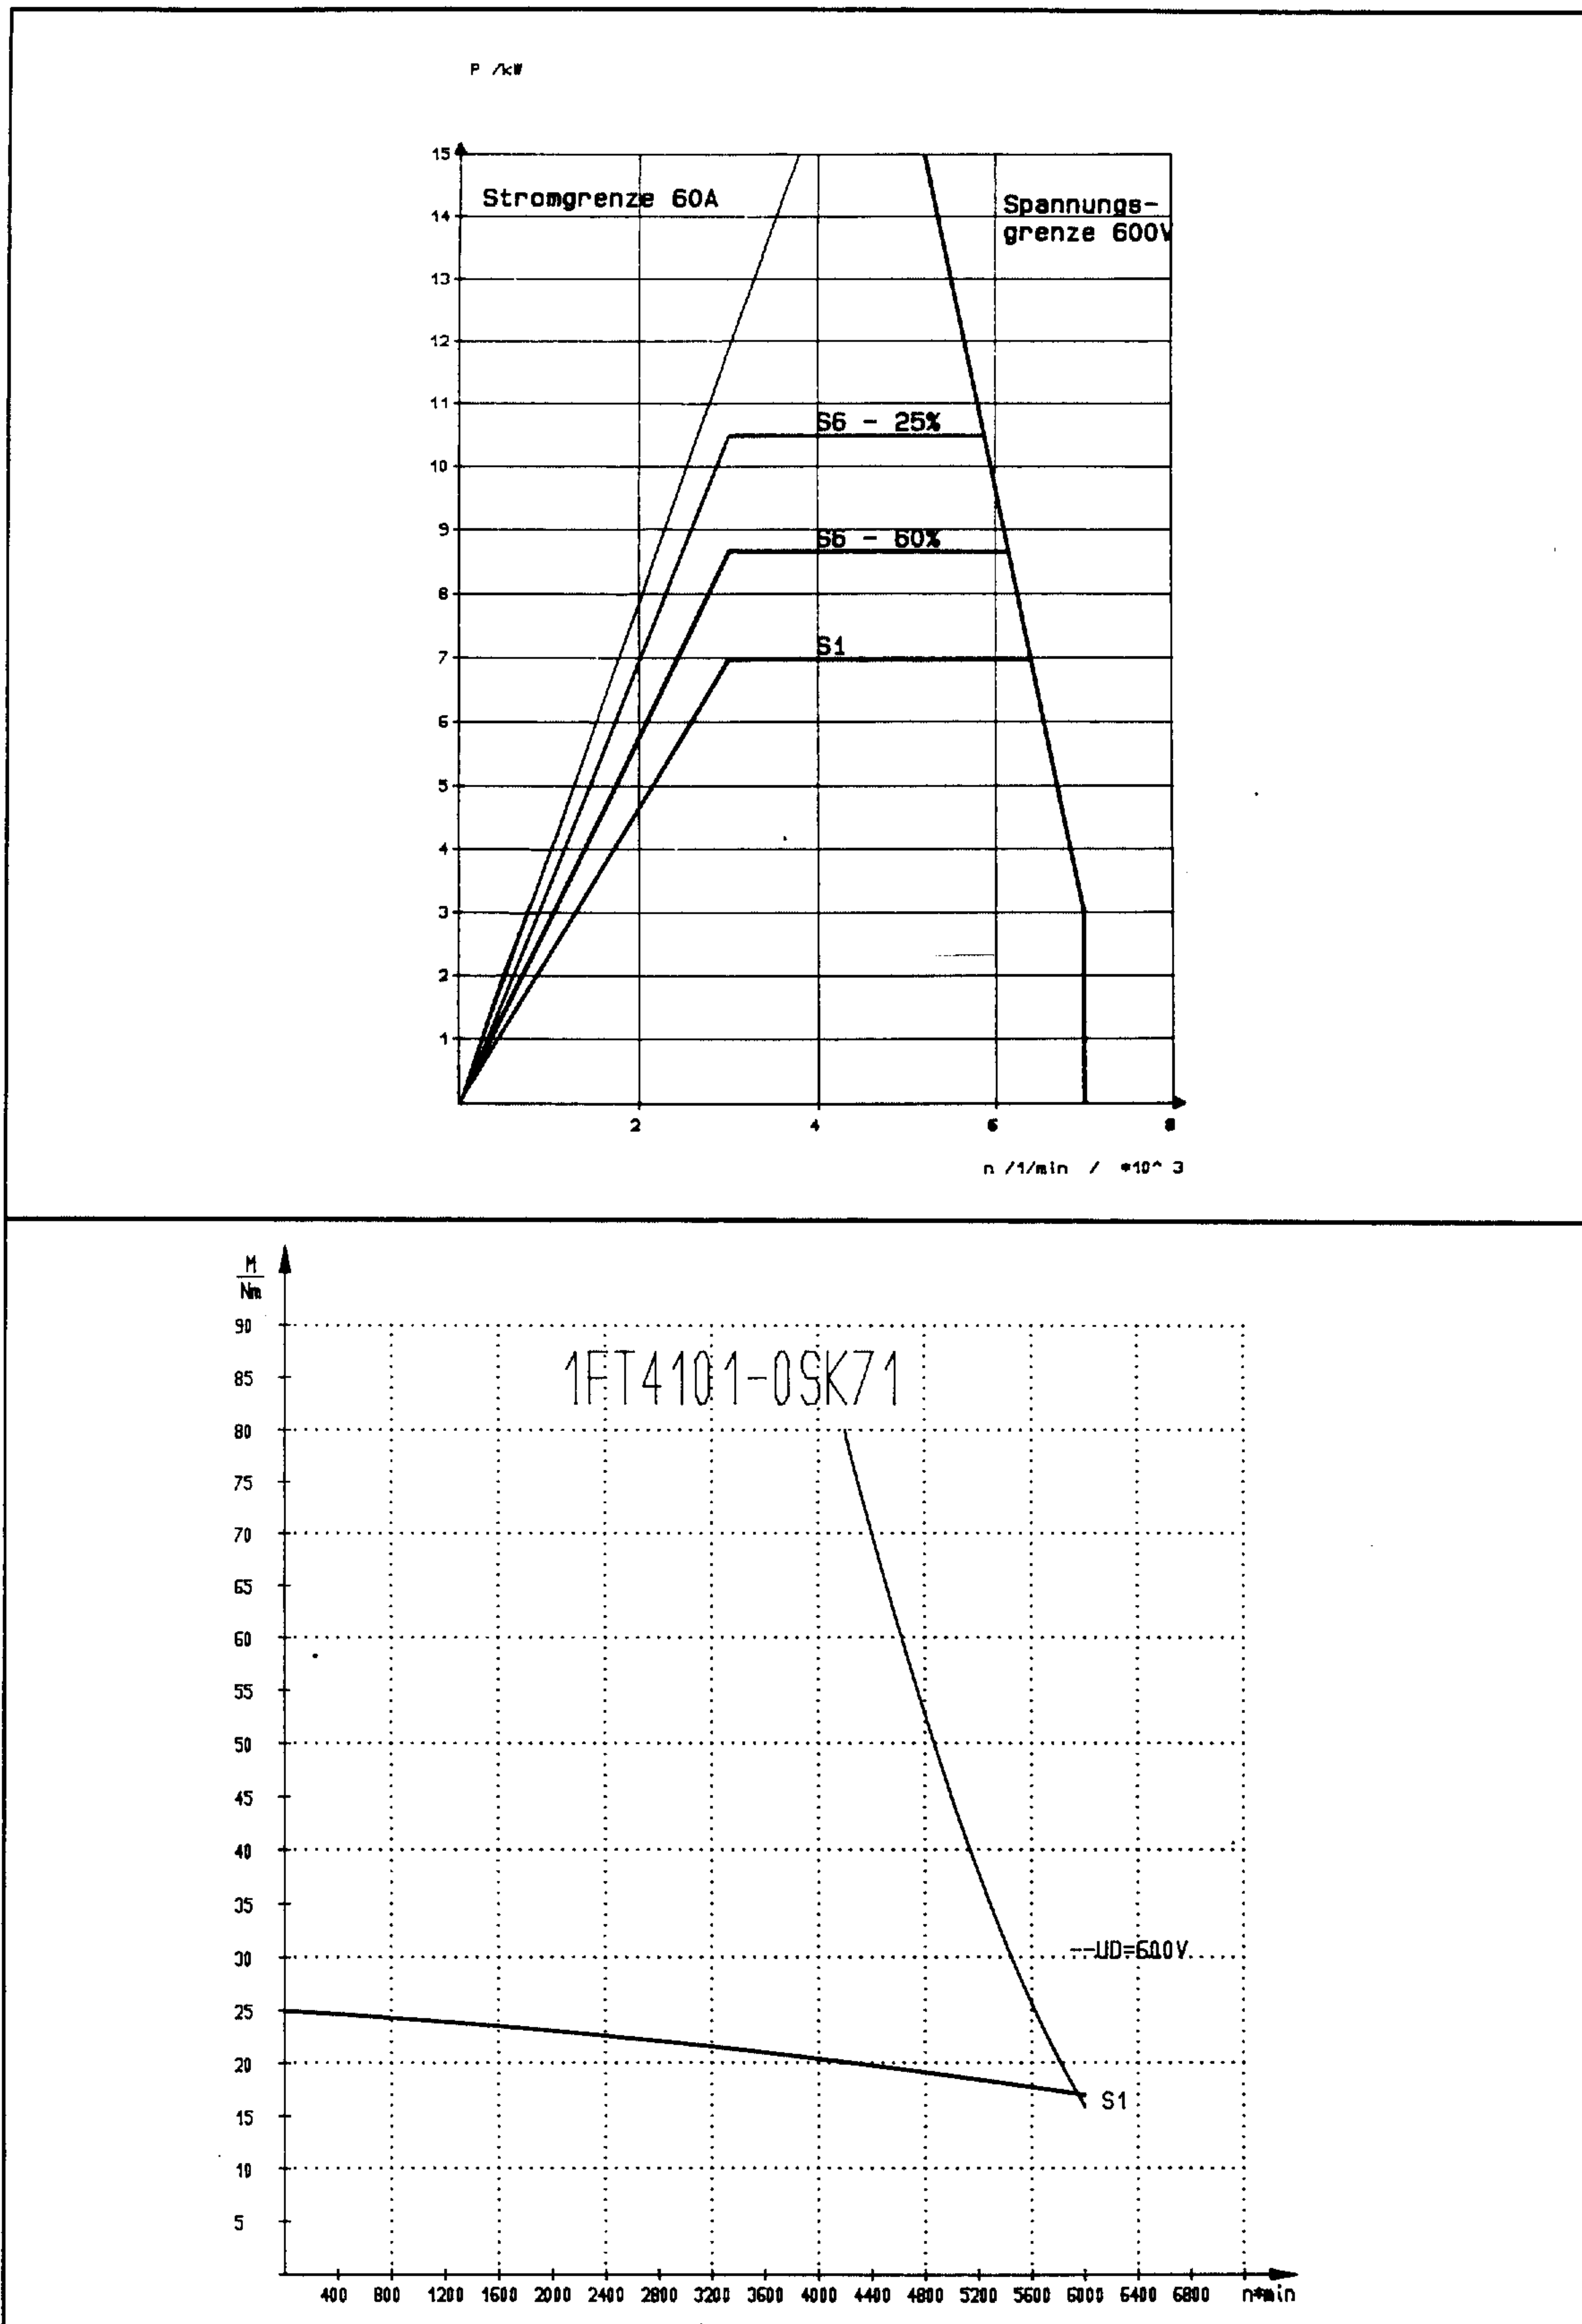 P /kW
15
Stromgrenze 60A
Spannungs-
grenze 600V
14
13
12
11
S6 - 25%
10
9
S6 - 60%
8
S1
7
6
5
4
3
2
1
2 4 6 8
n /1/min / *10^ 3
M
Nm
90
1FT4101-0SK71
85
80
75
70
65
60
55
50
45
40
35
30
--UD=600V
25
20
S1
15
10
5
400 800 1200 1600 2000 2400 2800 3200 3600 4000 4400 4800 5200 5600 6000 6400 6800 n*min